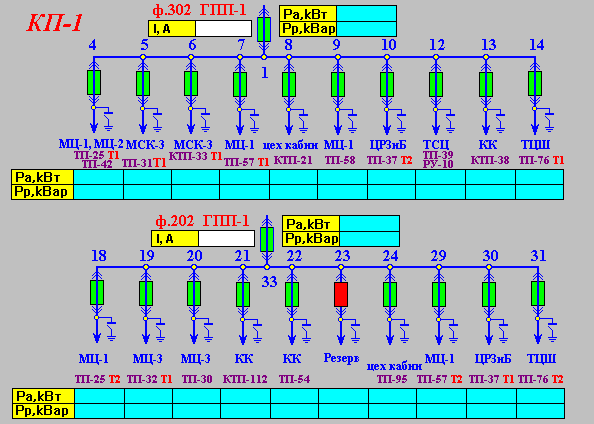 КП-1
ф.302 ГПП-1
I, А
Pa,кВт
Pp,кВар
4 5 6 7 1 8 9 10 12 13 14
МЦ-1, МЦ-2 МСК-3 МСК-3 МЦ-1 цех кабин МЦ-1 ЦРЗиБ ТСЦ КК ТЦШ
ТП-25 Т1 ТП-31 Т1 КТП-33 Т1 ТП-57 Т1 КТП-21 ТП-58 ТП-37 Т2 ТП-39 КТП-38 ТП-76 Т1
ТП-42 РУ-10
Pa,кВт
Pp,кВар
ф.202 ГПП-1
I, А
Pa,кВт
Pp,кВар
18 19 20 21 33 22 23 24 29 30 31
МЦ-1 МЦ-3 МЦ-3 КК КК Резерв цех кабин МЦ-1 ЦРЗиБ ТЦШ
ТП-25 Т2 ТП-32 Т1 ТП-30 КТП-112 ТП-54 ТП-95 ТП-57 Т2 ТП-37 Т1 ТП-76 Т2
Pa,кВт
Pp,кВар